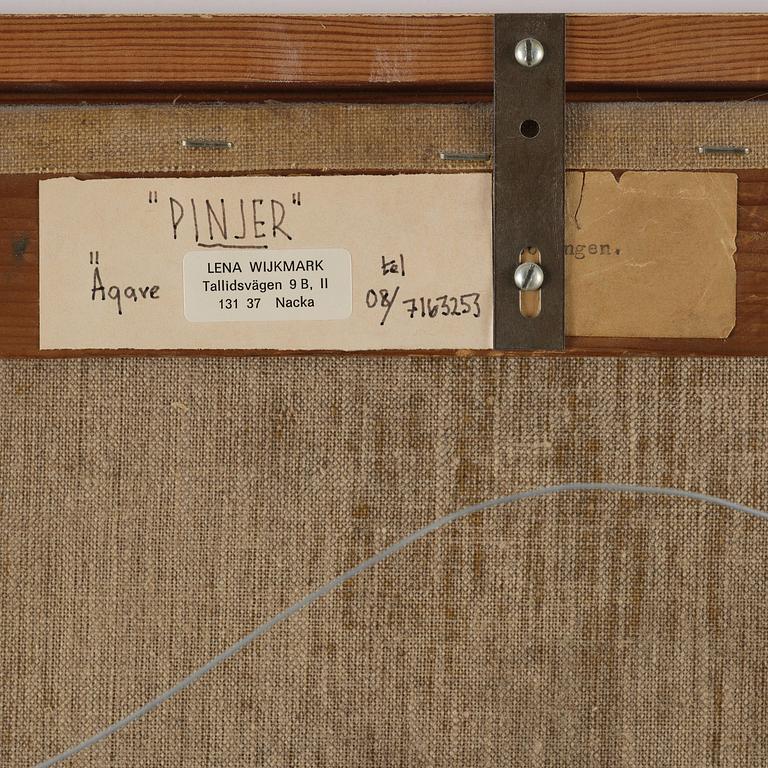 "PINJER"
Ägare
LENA WIJKMARK
Tallidsvägen 9 B, II
131 37 Nacka
tel
08/7163253
ngen.